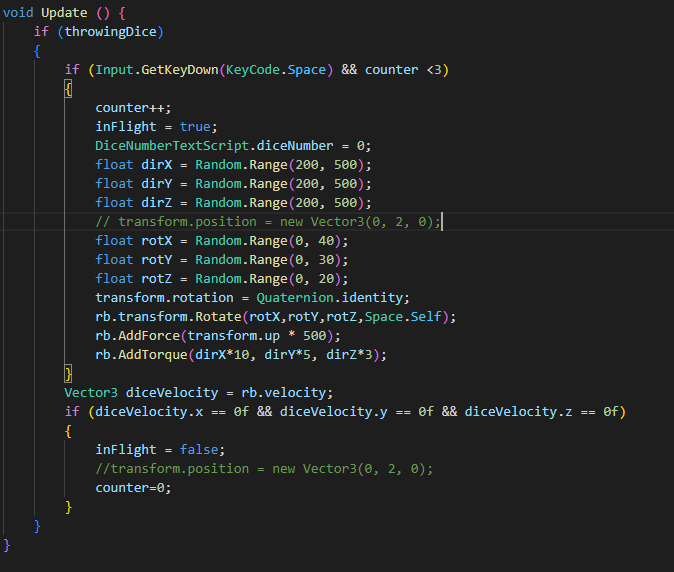 void Update () {
    if (throwingDice)
    {
        if (Input.GetKeyDown(KeyCode.Space) && counter <3)
        {
            counter++;
            inFlight = true;
            DiceNumberTextScript.diceNumber = 0;
            float dirX = Random.Range(200, 500);
            float dirY = Random.Range(200, 500);
            float dirZ = Random.Range(200, 500);
            // transform.position = new Vector3(0, 2, 0);
            float rotX = Random.Range(0, 40);
            float rotY = Random.Range(0, 30);
            float rotZ = Random.Range(0, 20);
            transform.rotation = Quaternion.identity;
            rb.transform.Rotate(rotX,rotY,rotZ,Space.Self);
            rb.AddForce(transform.up * 500);
            rb.AddTorque(dirX*10, dirY*5, dirZ*3);
        }
        Vector3 diceVelocity = rb.velocity;
        if (diceVelocity.x == 0f && diceVelocity.y == 0f && diceVelocity.z == 0f)
        {
            inFlight = false;
            //transform.position = new Vector3(0, 2, 0);
            counter=0;
        }
    }
}